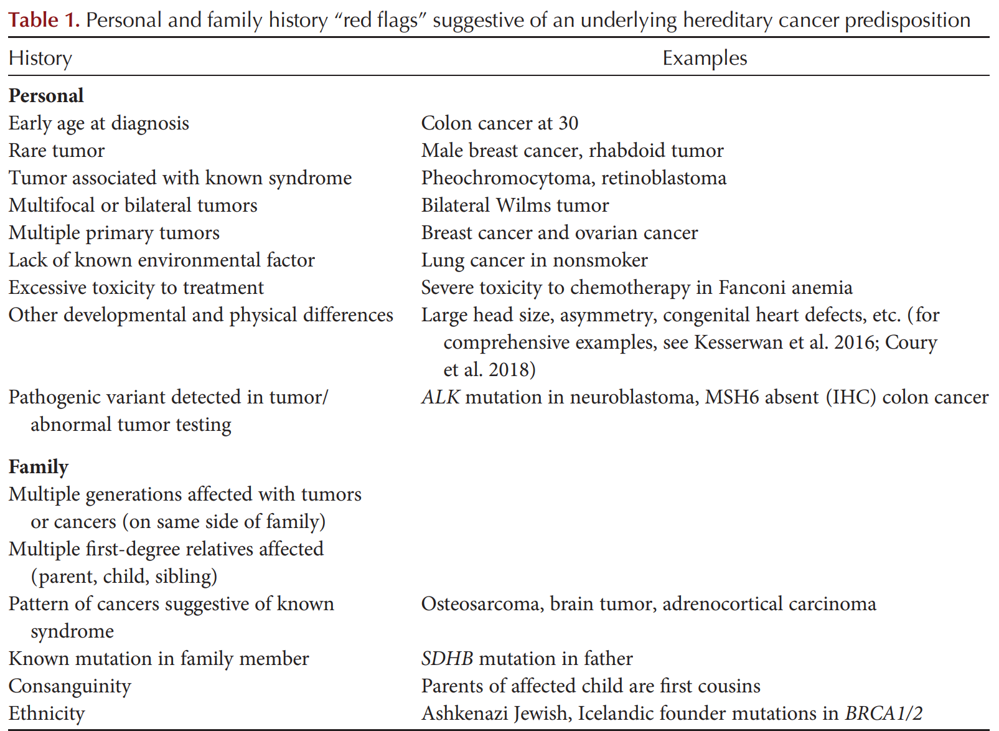 Table 1. Personal and family history “red flags” suggestive of an underlying hereditary cancer predisposition
History Examples
Personal
Early age at diagnosis Colon cancer at 30
Rare tumor Male breast cancer, rhabdoid tumor
Tumor associated with known syndrome Pheochromocytoma, retinoblastoma
Multifocal or bilateral tumors Bilateral Wilms tumor
Multiple primary tumors Breast cancer and ovarian cancer
Lack of known environmental factor Lung cancer in nonsmoker
Excessive toxicity to treatment Severe toxicity to chemotherapy in Fanconi anemia
Other developmental and physical differences Large head size, asymmetry, congenital heart defects, etc. (for
comprehensive examples, see Kesserwan et al. 2016; Coury
et al. 2018)
Pathogenic variant detected in tumor/ ALK mutation in neuroblastoma, MSH6 absent (IHC) colon cancer
abnormal tumor testing
Family
Multiple generations affected with tumors
or cancers (on same side of family)
Multiple first-degree relatives affected
(parent, child, sibling)
Pattern of cancers suggestive of known Osteosarcoma, brain tumor, adrenocortical carcinoma
syndrome
Known mutation in family member SDHB mutation in father
Consanguinity Parents of affected child are first cousins
Ethnicity Ashkenazi Jewish, Icelandic founder mutations in BRCA1/2